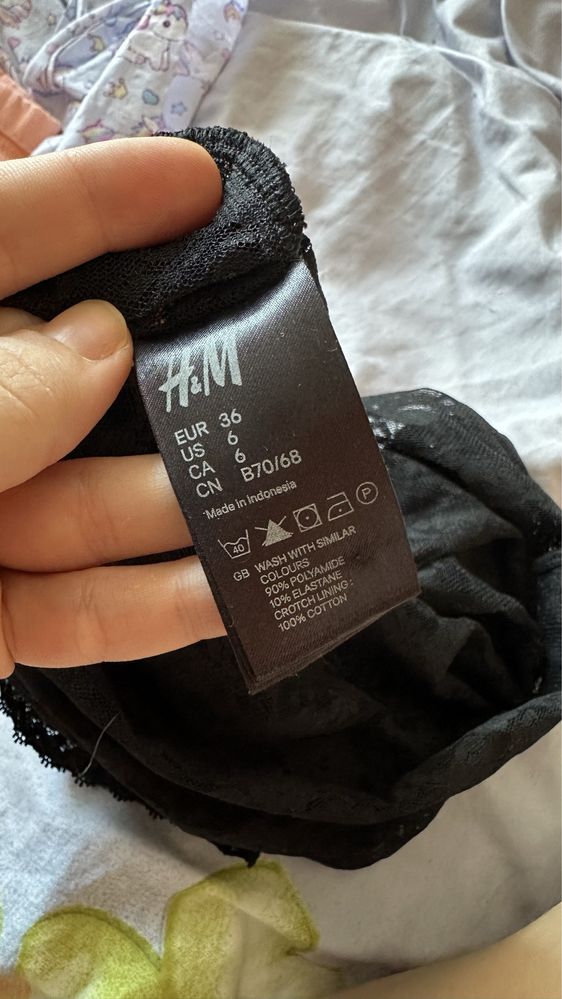 H&M
EUR 36
US 6
CA 6
CN B70/68
Made in Indonesia
40
P
GB WASH WITH SIMILAR
COLOURS
90% POLYAMIDE
10% ELASTANE
CROTCH LINING:
100% COTTON